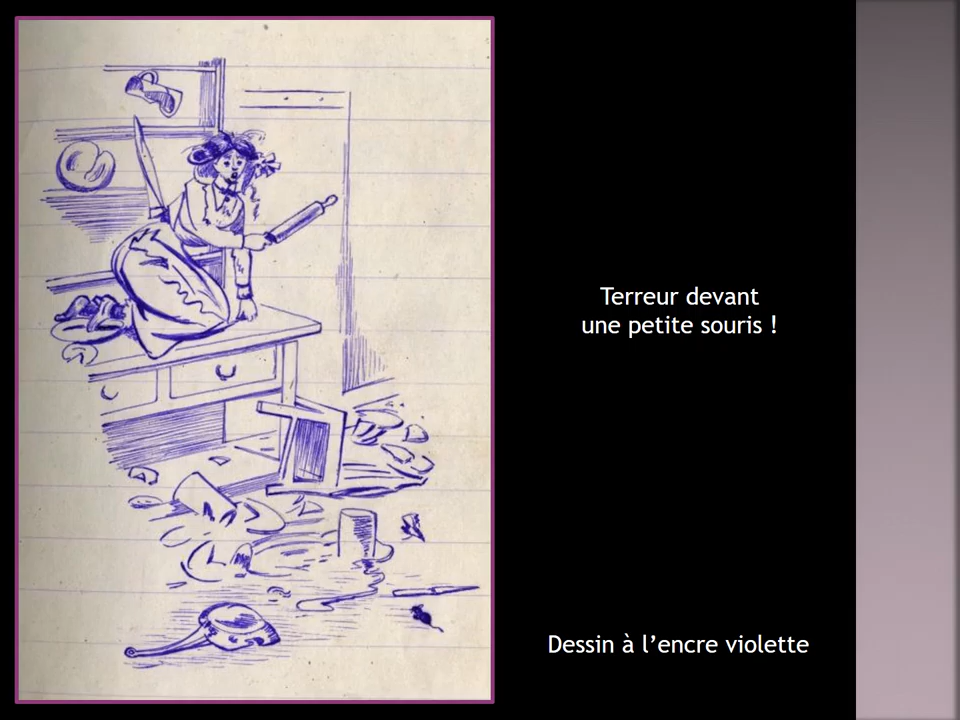 Terreur devant
une petite souris !
Dessin à l’encre violette